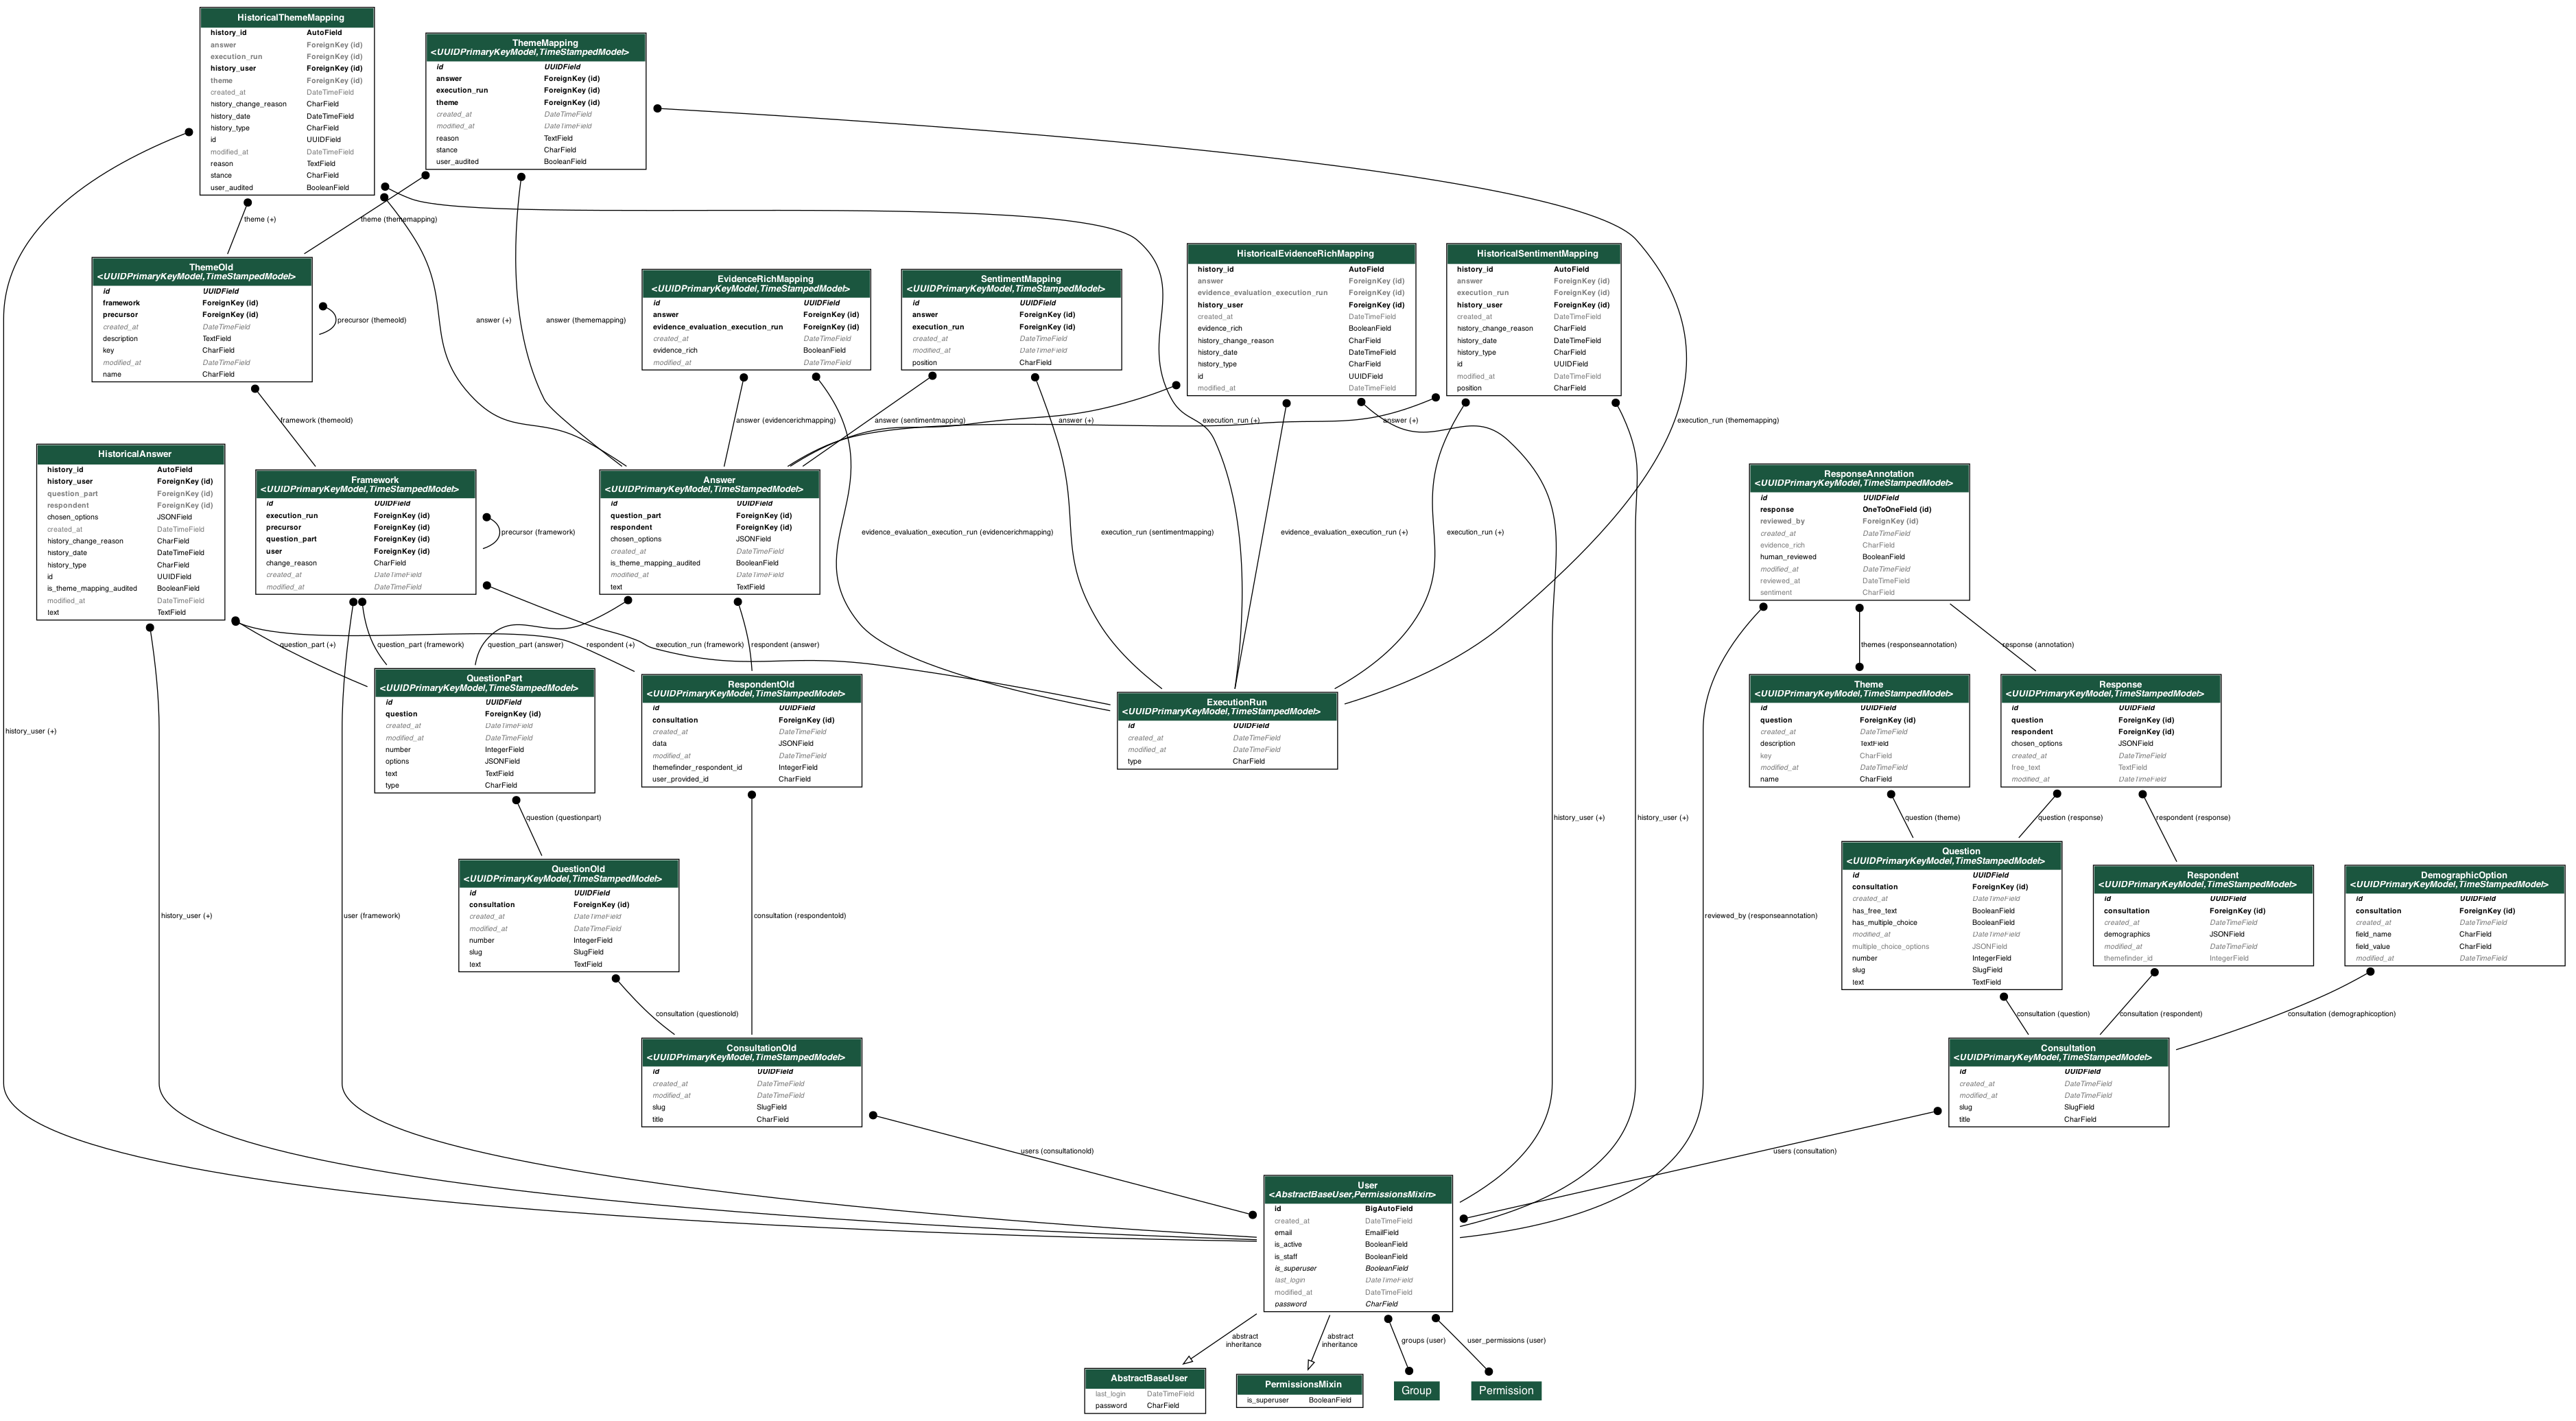 HistoricalThemeMapping
history_id AutoField
answer ForeignKey (id)
execution_run ForeignKey (id)
history_user ForeignKey (id)
theme ForeignKey (id)
created_at DateTimeField
history_change_reason CharField
history_date DateTimeField
history_type CharField
id UUIDField
modified_at DateTimeField
reason TextField
stance CharField
user_audited BooleanField
ThemeMapping
<UUIDPrimaryKeyModel,TimeStampedModel>
id UUIDField
answer ForeignKey (id)
execution_run ForeignKey (id)
theme ForeignKey (id)
created_at DateTimeField
modified_at DateTimeField
reason TextField
stance CharField
user_audited BooleanField
theme (+)
theme (thememapping)
ThemeOld
<UUIDPrimaryKeyModel,TimeStampedModel>
id UUIDField
framework ForeignKey (id)
precursor ForeignKey (id)
created_at DateTimeField
description TextField
key CharField
modified_at DateTimeField
name CharField
precursor (themeold)
answer (+)
answer (thememapping)
EvidenceRichMapping
<UUIDPrimaryKeyModel,TimeStampedModel>
id UUIDField
answer ForeignKey (id)
evidence_evaluation_execution_run ForeignKey (id)
created_at DateTimeField
evidence_rich BooleanField
modified_at DateTimeField
SentimentMapping
<UUIDPrimaryKeyModel,TimeStampedModel>
id UUIDField
answer ForeignKey (id)
execution_run ForeignKey (id)
created_at DateTimeField
modified_at DateTimeField
position CharField
HistoricalEvidenceRichMapping
history_id AutoField
answer ForeignKey (id)
evidence_evaluation_execution_run ForeignKey (id)
history_user ForeignKey (id)
created_at DateTimeField
evidence_rich BooleanField
history_change_reason CharField
history_date DateTimeField
history_type CharField
id UUIDField
modified_at DateTimeField
HistoricalSentimentMapping
history_id AutoField
answer ForeignKey (id)
execution_run ForeignKey (id)
history_user ForeignKey (id)
created_at DateTimeField
history_change_reason CharField
history_date DateTimeField
history_type CharField
id UUIDField
modified_at DateTimeField
position CharField
framework (themeold)
answer (evidencerichmapping)
answer (sentimentmapping)
answer (+)
execution_run (+)
answer (+)
execution_run (thememapping)
HistoricalAnswer
history_id AutoField
history_user ForeignKey (id)
question_part ForeignKey (id)
respondent ForeignKey (id)
chosen_options JSONField
created_at DateTimeField
history_change_reason CharField
history_date DateTimeField
history_type CharField
id UUIDField
is_theme_mapping_audited BooleanField
modified_at DateTimeField
text TextField
Framework
<UUIDPrimaryKeyModel,TimeStampedModel>
id UUIDField
execution_run ForeignKey (id)
precursor ForeignKey (id)
question_part ForeignKey (id)
user ForeignKey (id)
change_reason CharField
created_at DateTimeField
modified_at DateTimeField
precursor (framework)
Answer
<UUIDPrimaryKeyModel,TimeStampedModel>
id UUIDField
question_part ForeignKey (id)
respondent ForeignKey (id)
chosen_options JSONField
created_at DateTimeField
is_theme_mapping_audited BooleanField
modified_at DateTimeField
text TextField
evidence_evaluation_execution_run (evidencerichmapping)
execution_run (sentimentmapping)
evidence_evaluation_execution_run (+)
execution_run (+)
ResponseAnnotation
<UUIDPrimaryKeyModel,TimeStampedModel>
id UUIDField
response OneToOneField (id)
reviewed_by ForeignKey (id)
created_at DateTimeField
evidence_rich CharField
human_reviewed BooleanField
modified_at DateTimeField
reviewed_at DateTimeField
sentiment CharField
question_part (+)
question_part (framework)
question_part (answer)
respondent (+)
execution_run (framework)
respondent (answer)
themes (responseannotation)
response (annotation)
QuestionPart
<UUIDPrimaryKeyModel,TimeStampedModel>
id UUIDField
question ForeignKey (id)
created_at DateTimeField
modified_at DateTimeField
number IntegerField
options JSONField
text TextField
type CharField
RespondentOld
<UUIDPrimaryKeyModel,TimeStampedModel>
id UUIDField
consultation ForeignKey (id)
created_at DateTimeField
data JSONField
modified_at DateTimeField
themefinder_respondent_id IntegerField
user_provided_id CharField
ExecutionRun
<UUIDPrimaryKeyModel,TimeStampedModel>
id UUIDField
created_at DateTimeField
modified_at DateTimeField
type CharField
Theme
<UUIDPrimaryKeyModel,TimeStampedModel>
id UUIDField
question ForeignKey (id)
created_at DateTimeField
description TextField
key CharField
modified_at DateTimeField
name CharField
Response
<UUIDPrimaryKeyModel,TimeStampedModel>
id UUIDField
question ForeignKey (id)
respondent ForeignKey (id)
chosen_options JSONField
created_at DateTimeField
free_text TextField
modified_at DateTimeField
history_user (+)
question (questionpart)
history_user (+)
history_user (+)
question (theme)
question (response)
respondent (response)
QuestionOld
<UUIDPrimaryKeyModel,TimeStampedModel>
id UUIDField
consultation ForeignKey (id)
created_at DateTimeField
modified_at DateTimeField
number IntegerField
slug SlugField
text TextField
Question
<UUIDPrimaryKeyModel,TimeStampedModel>
id UUIDField
consultation ForeignKey (id)
created_at DateTimeField
has_free_text BooleanField
has_multiple_choice BooleanField
modified_at DateTimeField
multiple_choice_options JSONField
number IntegerField
slug SlugField
text TextField
Respondent
<UUIDPrimaryKeyModel,TimeStampedModel>
id UUIDField
consultation ForeignKey (id)
created_at DateTimeField
demographics JSONField
modified_at DateTimeField
themefinder_id IntegerField
DemographicOption
<UUIDPrimaryKeyModel,TimeStampedModel>
id UUIDField
consultation ForeignKey (id)
created_at DateTimeField
field_name CharField
field_value CharField
modified_at DateTimeField
history_user (+)
user (framework)
consultation (respondentold)
reviewed_by (responseannotation)
consultation (questionold)
consultation (question)
consultation (respondent)
consultation (demographicoption)
ConsultationOld
<UUIDPrimaryKeyModel,TimeStampedModel>
id UUIDField
created_at DateTimeField
modified_at DateTimeField
slug SlugField
title CharField
Consultation
<UUIDPrimaryKeyModel,TimeStampedModel>
id UUIDField
created_at DateTimeField
modified_at DateTimeField
slug SlugField
title CharField
users (consultationold)
users (consultation)
User
<AbstractBaseUser,PermissionsMixin>
id BigAutoField
created_at DateTimeField
email EmailField
is_active BooleanField
is_staff BooleanField
is_superuser BooleanField
last_login DateTimeField
modified_at DateTimeField
password CharField
abstract
inheritance
abstract
inheritance
groups (user)
user_permissions (user)
AbstractBaseUser
last_login DateTimeField
password CharField
PermissionsMixin
is_superuser BooleanField
Group
Permission